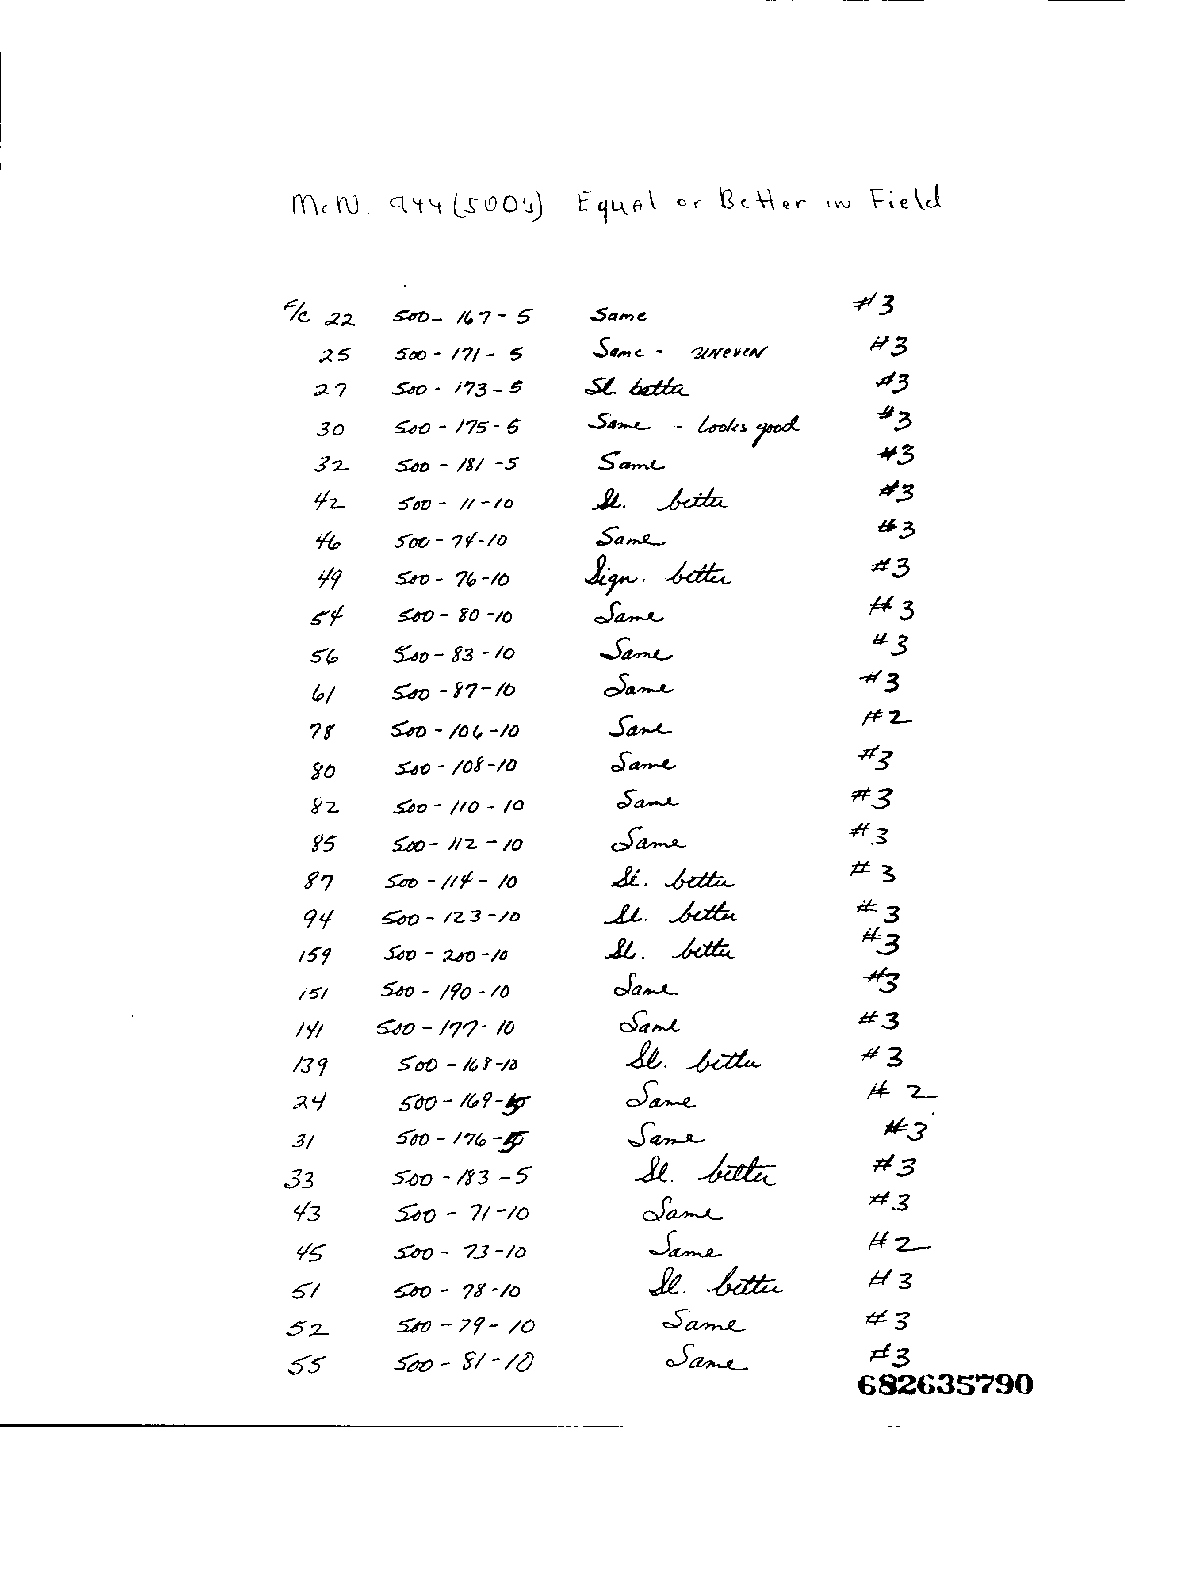 McN. 944 (500s) Equal or Better in Field
F/C 22 500-167-5 Same #3
25 500-171-5 Same - uneven #3
27 500-173-5 Sl. better #3
30 500-175-5 Same - looks good #3
32 500-181-5 Same #3
42 500-11-10 Sl. better #3
46 500-74-10 Same #3
49 500-76-10 Sign. better #3
54 500-80-10 Same #3
56 500-83-10 Same #3
61 500-87-10 Same #3
78 500-106-10 Same #2
80 500-108-10 Same #3
82 500-110-10 Same #3
85 500-112-10 Same #3
87 500-114-10 Sl. better #3
94 500-123-10 Sl. better #3
159 500-200-10 Sl. better #3
151 500-190-10 Same #3
141 500-177-10 Same #3
139 500-168-10 Sl. better #3
24 500-169-5 Same #2
31 500-176-5 Same #3
33 500-183-5 Sl. better #3
43 500-71-10 Same #3
45 500-73-10 Same #2
51 500-78-10 Sl. better #3
52 500-79-10 Same #3
55 500-81-10 Same #3
682635790